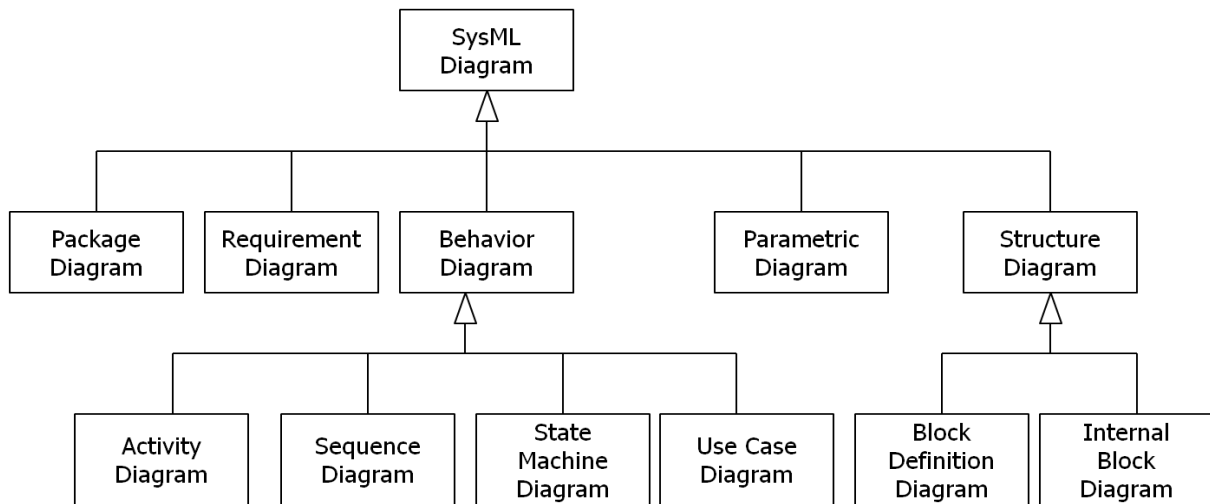 SysML
Diagram
Package
Diagram
Requirement
Diagram
Behavior
Diagram
Parametric
Diagram
Structure
Diagram
Activity
Diagram
Sequence
Diagram
State
Machine
Diagram
Use Case
Diagram
Block
Definition
Diagram
Internal
Block
Diagram